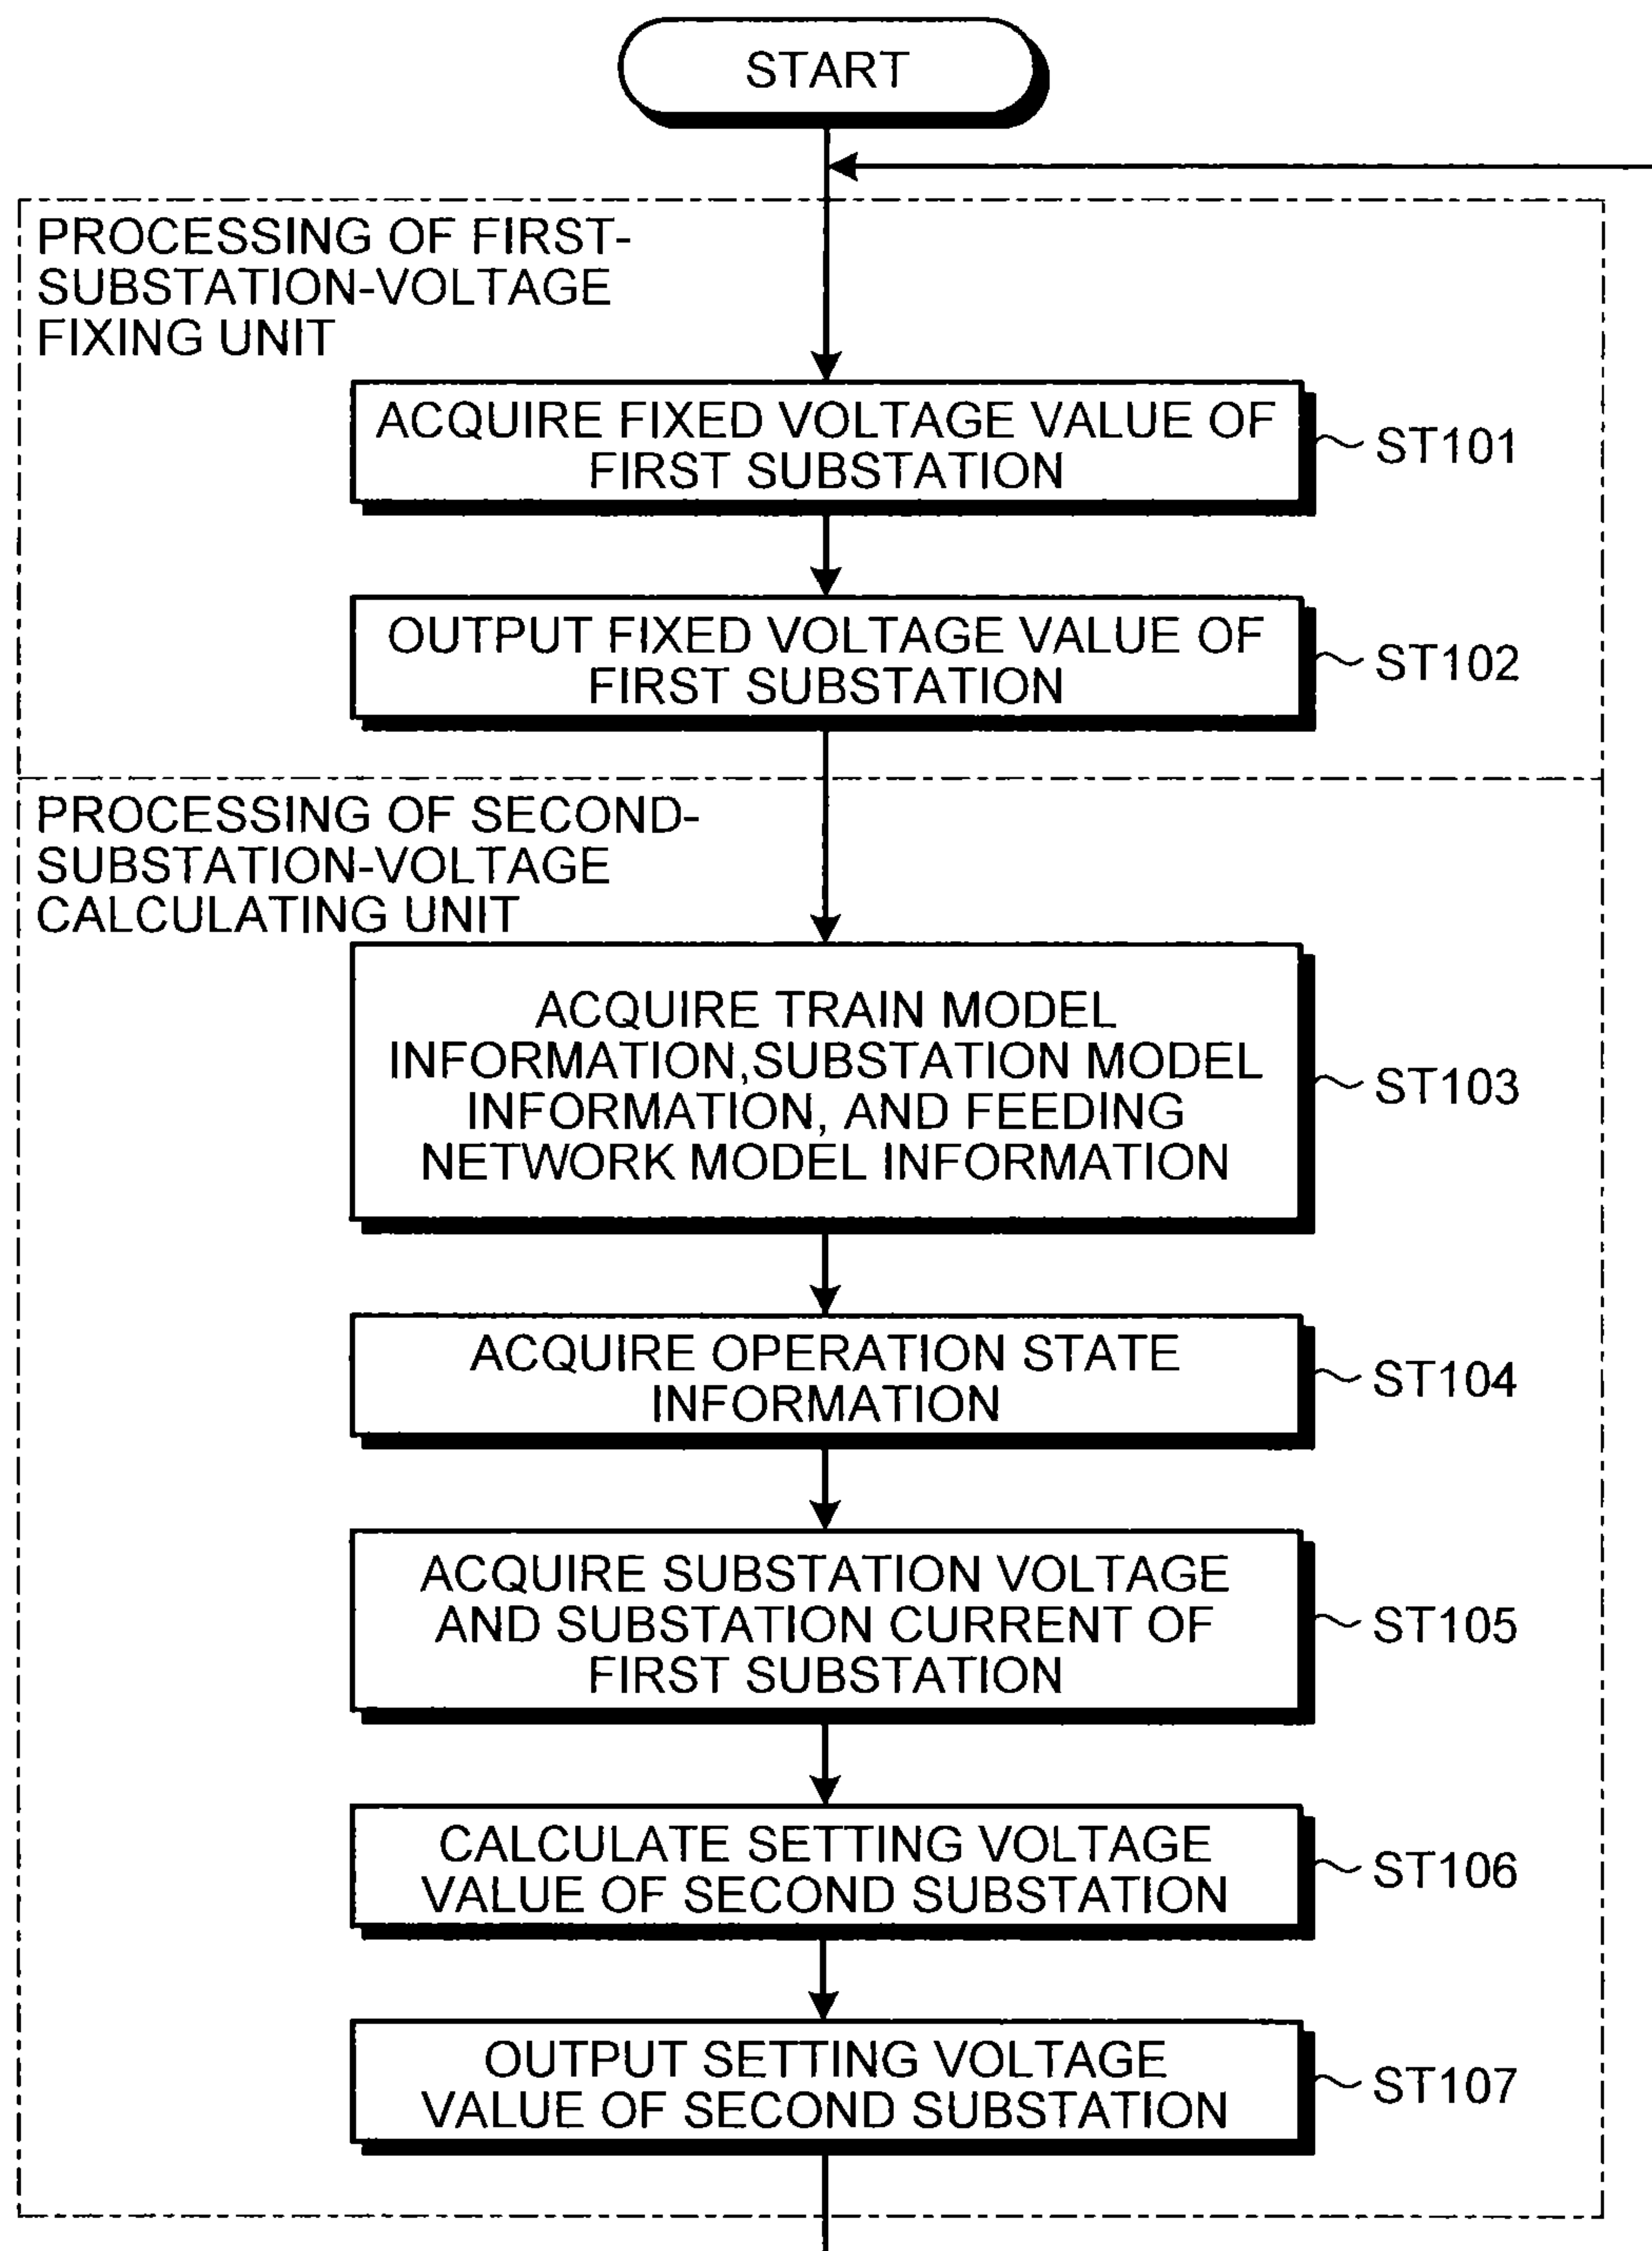 START
PROCESSING OF FIRST-
SUBSTATION-VOLTAGE
FIXING UNIT
ACQUIRE FIXED VOLTAGE VALUE OF
FIRST SUBSTATION
ST101
OUTPUT FIXED VOLTAGE VALUE OF
FIRST SUBSTATION
ST102
PROCESSING OF SECOND-
SUBSTATION-VOLTAGE
CALCULATING UNIT
ACQUIRE TRAIN MODEL
INFORMATION,SUBSTATION MODEL
INFORMATION, AND FEEDING
NETWORK MODEL INFORMATION
ST103
ACQUIRE OPERATION STATE
INFORMATION
ST104
ACQUIRE SUBSTATION VOLTAGE
AND SUBSTATION CURRENT OF
FIRST SUBSTATION
ST105
CALCULATE SETTING VOLTAGE
VALUE OF SECOND SUBSTATION
ST106
OUTPUT SETTING VOLTAGE
VALUE OF SECOND SUBSTATION
ST107